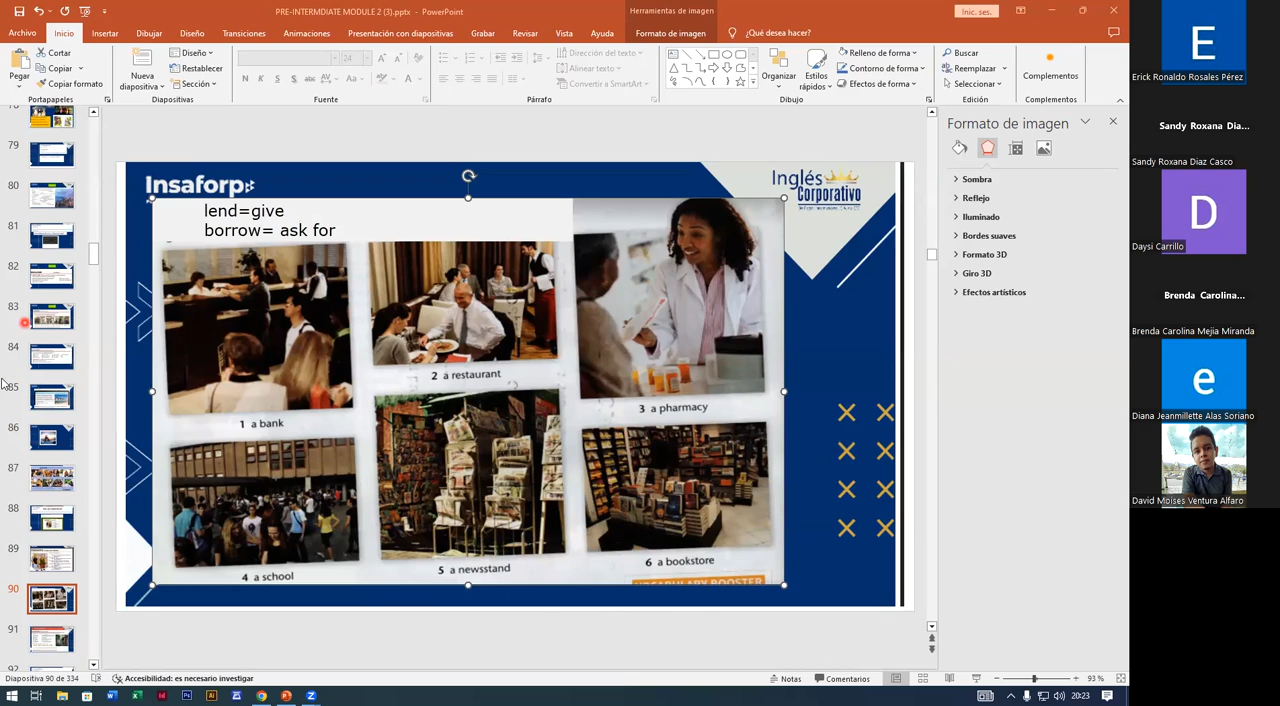 PRE-INTERMDIATE MODULE 2 (3).pptx - PowerPoint
Herramientas de imagen
Inic. ses.
Archivo
Inicio
Insertar
Dibujar
Diseño
Transiciones
Animaciones
Presentación con diapositivas
Grabar
Revisar
Vista
Ayuda
Formato de imagen
¿Qué desea hacer?
Pegar
Cortar
Copiar
Copiar formato
Portapapeles
Nueva diapositiva
Diseño
Restablecer
Sección
Diapositivas
24
N K S S abc AV Aa A
Fuente
Dirección del texto
Alinear texto
Convertir a SmartArt
Párrafo
Organizar
Estilos rápidos
Relleno de forma
Contorno de forma
Efectos de forma
Dibujo
Buscar
Reemplazar
Seleccionar
Edición
Complementos
Complementos
79
80
81
82
83
84
85
86
87
88
89
90
91
Insaforp
Inglés
Corporativo
lend=give
borrow= ask for
1 a bank
2 a restaurant
3 a pharmacy
4 a school
5 a newsstand
6 a bookstore
VOCABULARY BOOSTER
Formato de imagen
Sombra
Reflejo
Iluminado
Bordes suaves
Formato 3D
Giro 3D
Efectos artísticos
E
Erick Ronaldo Rosales Pérez
Sandy Roxana Dia...
Sandy Roxana Diaz Casco
D
Daysi Carrillo
Brenda Carolina...
Brenda Carolina Mejia Miranda
e
Diana Jeanmillette Alas Soriano
David Moises Ventura Alfaro
Diapositiva 90 de 334
Accesibilidad: es necesario investigar
Notas
Comentarios
93 %
20:23